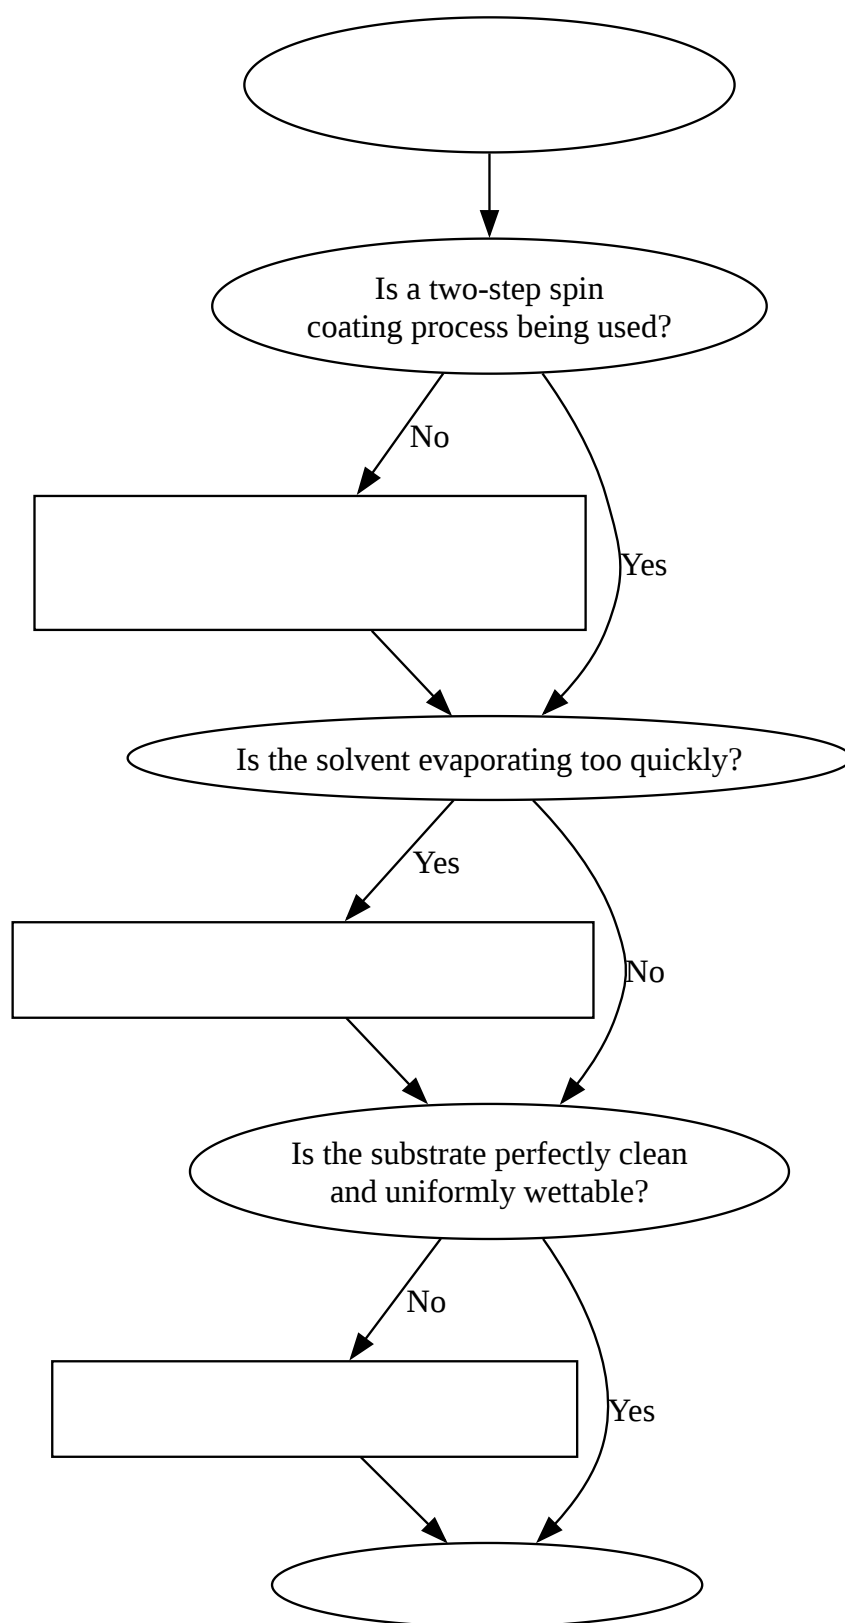 Is a two-step spin
coating process being used?
No
Yes
Is the solvent evaporating too quickly?
Yes
No
Is the substrate perfectly clean
and uniformly wettable?
No
Yes